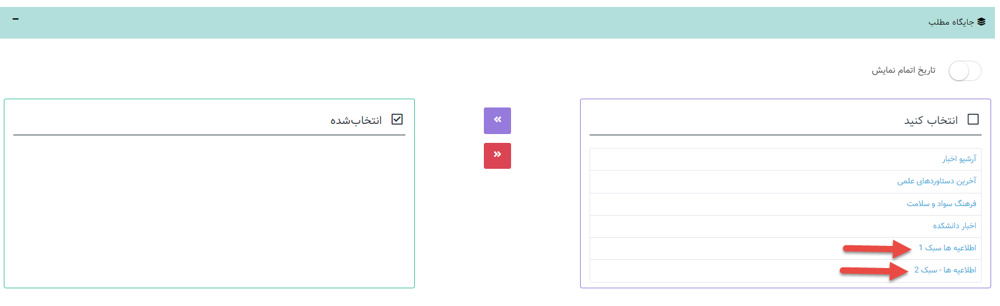 جایگاه مطلب
تاریخ اتمام نمایش
انتخاب کنید
آرشیو اخبار
آخرین دستاوردهای علمی
فرهنگ سواد و سلامت
اخبار دانشکده
اطلاعیه ها سبک 1
اطلاعیه ها - سبک 2
انتخاب‌شده